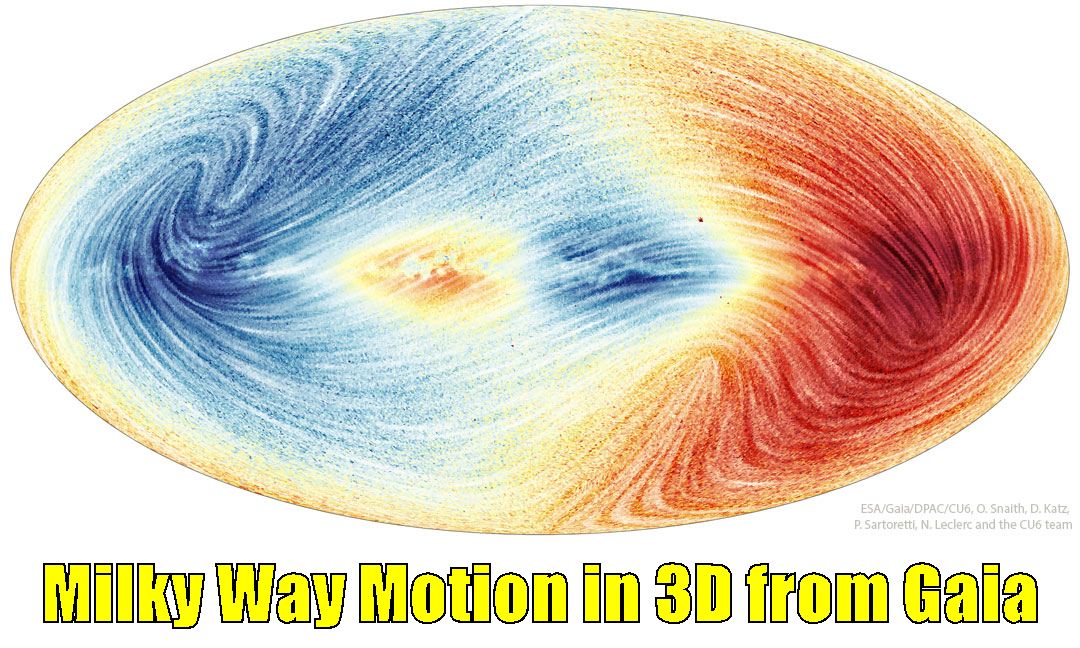 ESA/Gaia/DPAC/CU6, O. Snaith, D. Katz,
P. Sartoretti, N. Leclerc and the CU6 team
Milky Way Motion in 3D from Gaia